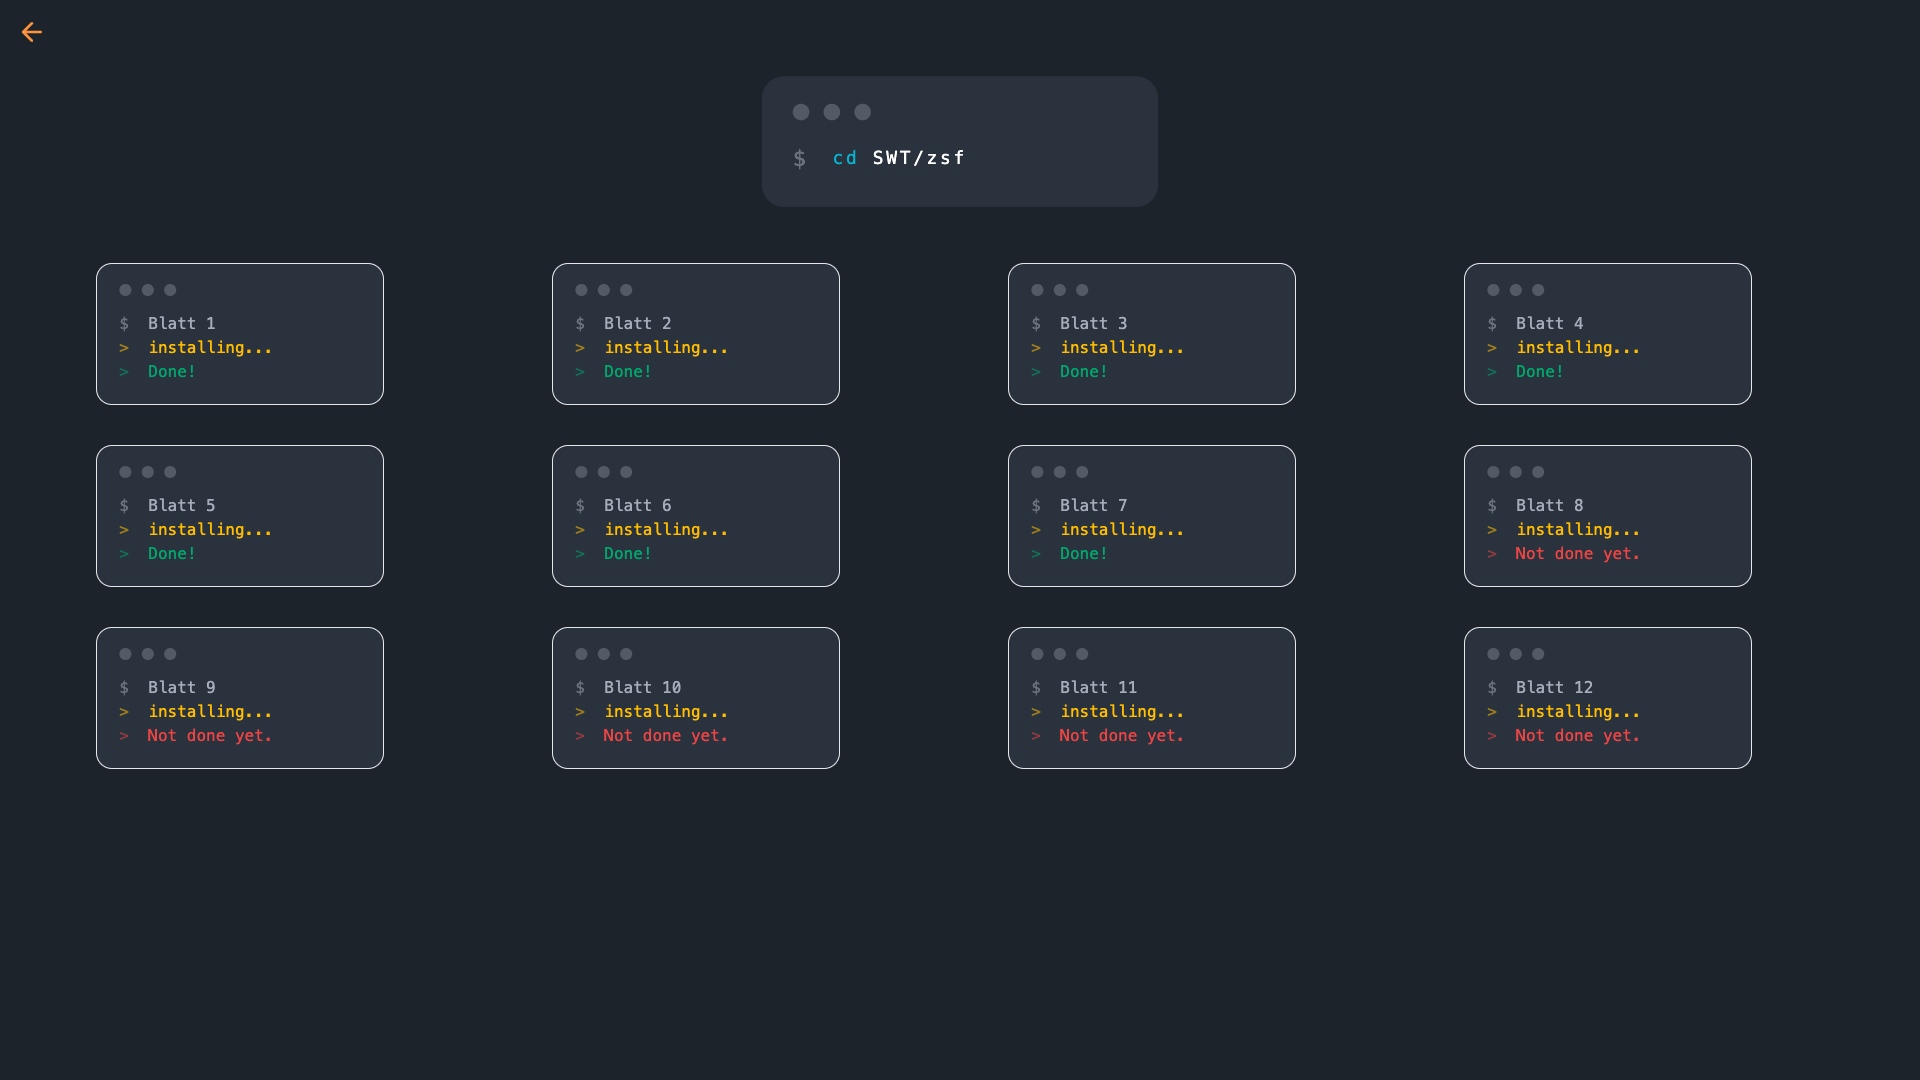 $ cd SWT/zsf
$ Blatt 1
> installing...
> Done!
$ Blatt 2
> installing...
> Done!
$ Blatt 3
> installing...
> Done!
$ Blatt 4
> installing...
> Done!
$ Blatt 5
> installing...
> Done!
$ Blatt 6
> installing...
> Done!
$ Blatt 7
> installing...
> Done!
$ Blatt 8
> installing...
> Not done yet.
$ Blatt 9
> installing...
> Not done yet.
$ Blatt 10
> installing...
> Not done yet.
$ Blatt 11
> installing...
> Not done yet.
$ Blatt 12
> installing...
> Not done yet.